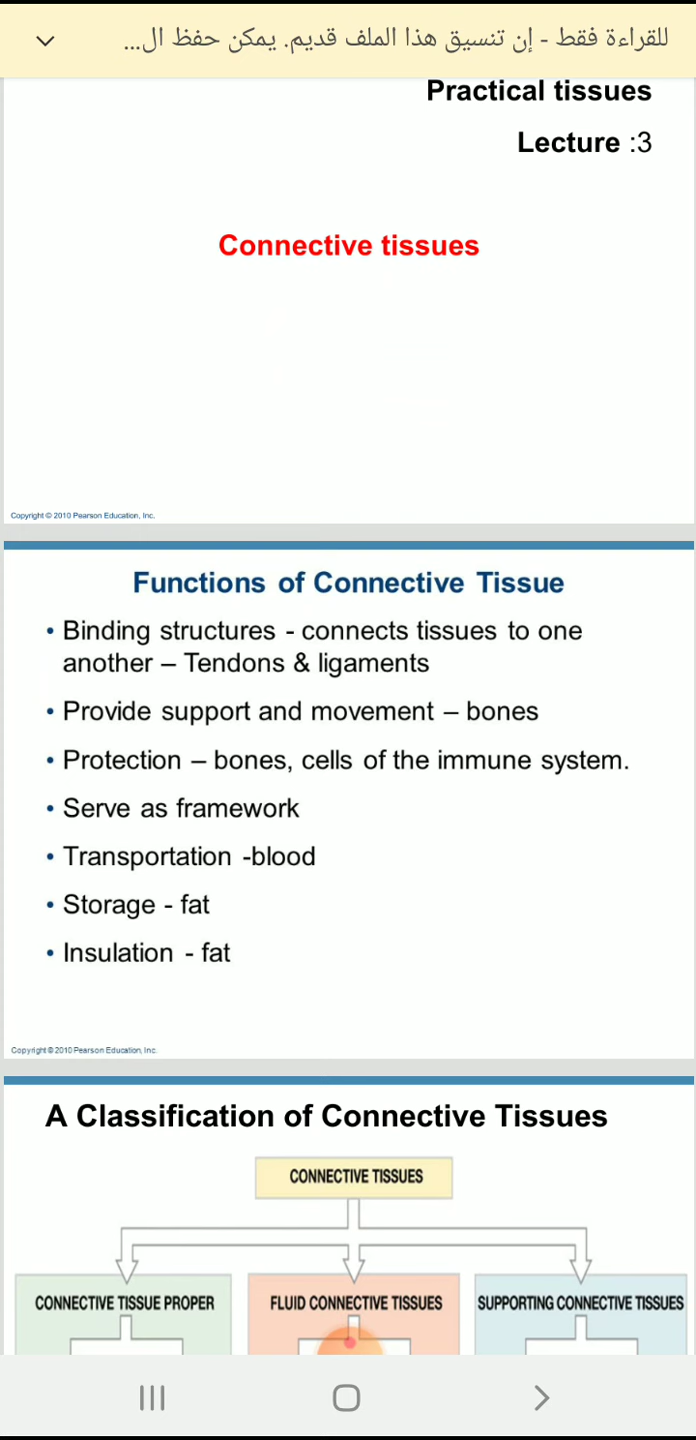 للقراءة فقط - إن تنسيق هذا الملف قديم. يمكن حفظ ال...
Practical tissues
Lecture :3
Connective tissues
Copyright © 2010 Pearson Education, Inc.
Functions of Connective Tissue
• Binding structures - connects tissues to one
another – Tendons & ligaments
• Provide support and movement – bones
• Protection – bones, cells of the immune system.
• Serve as framework
• Transportation -blood
• Storage - fat
• Insulation - fat
Copyright © 2010 Pearson Education, Inc.
A Classification of Connective Tissues
CONNECTIVE TISSUES
CONNECTIVE TISSUE PROPER
FLUID CONNECTIVE TISSUES
SUPPORTING CONNECTIVE TISSUES